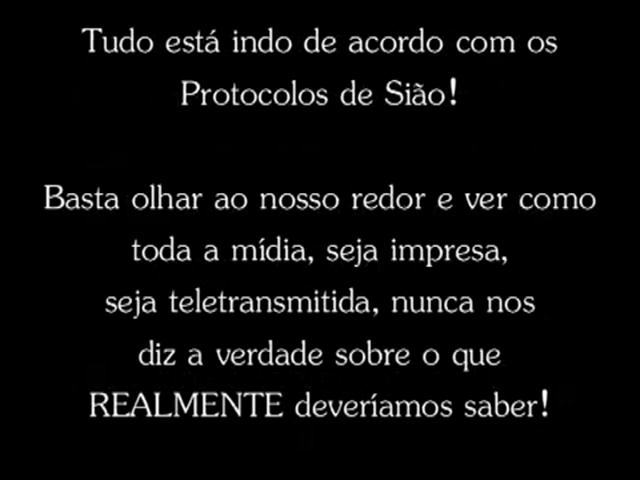 Tudo está indo de acordo com os
Protocolos de Sião!
Basta olhar ao nosso redor e ver como
toda a mídia, seja impresa,
seja teletransmitida, nunca nos
diz a verdade sobre o que
REALMENTE deveríamos saber!